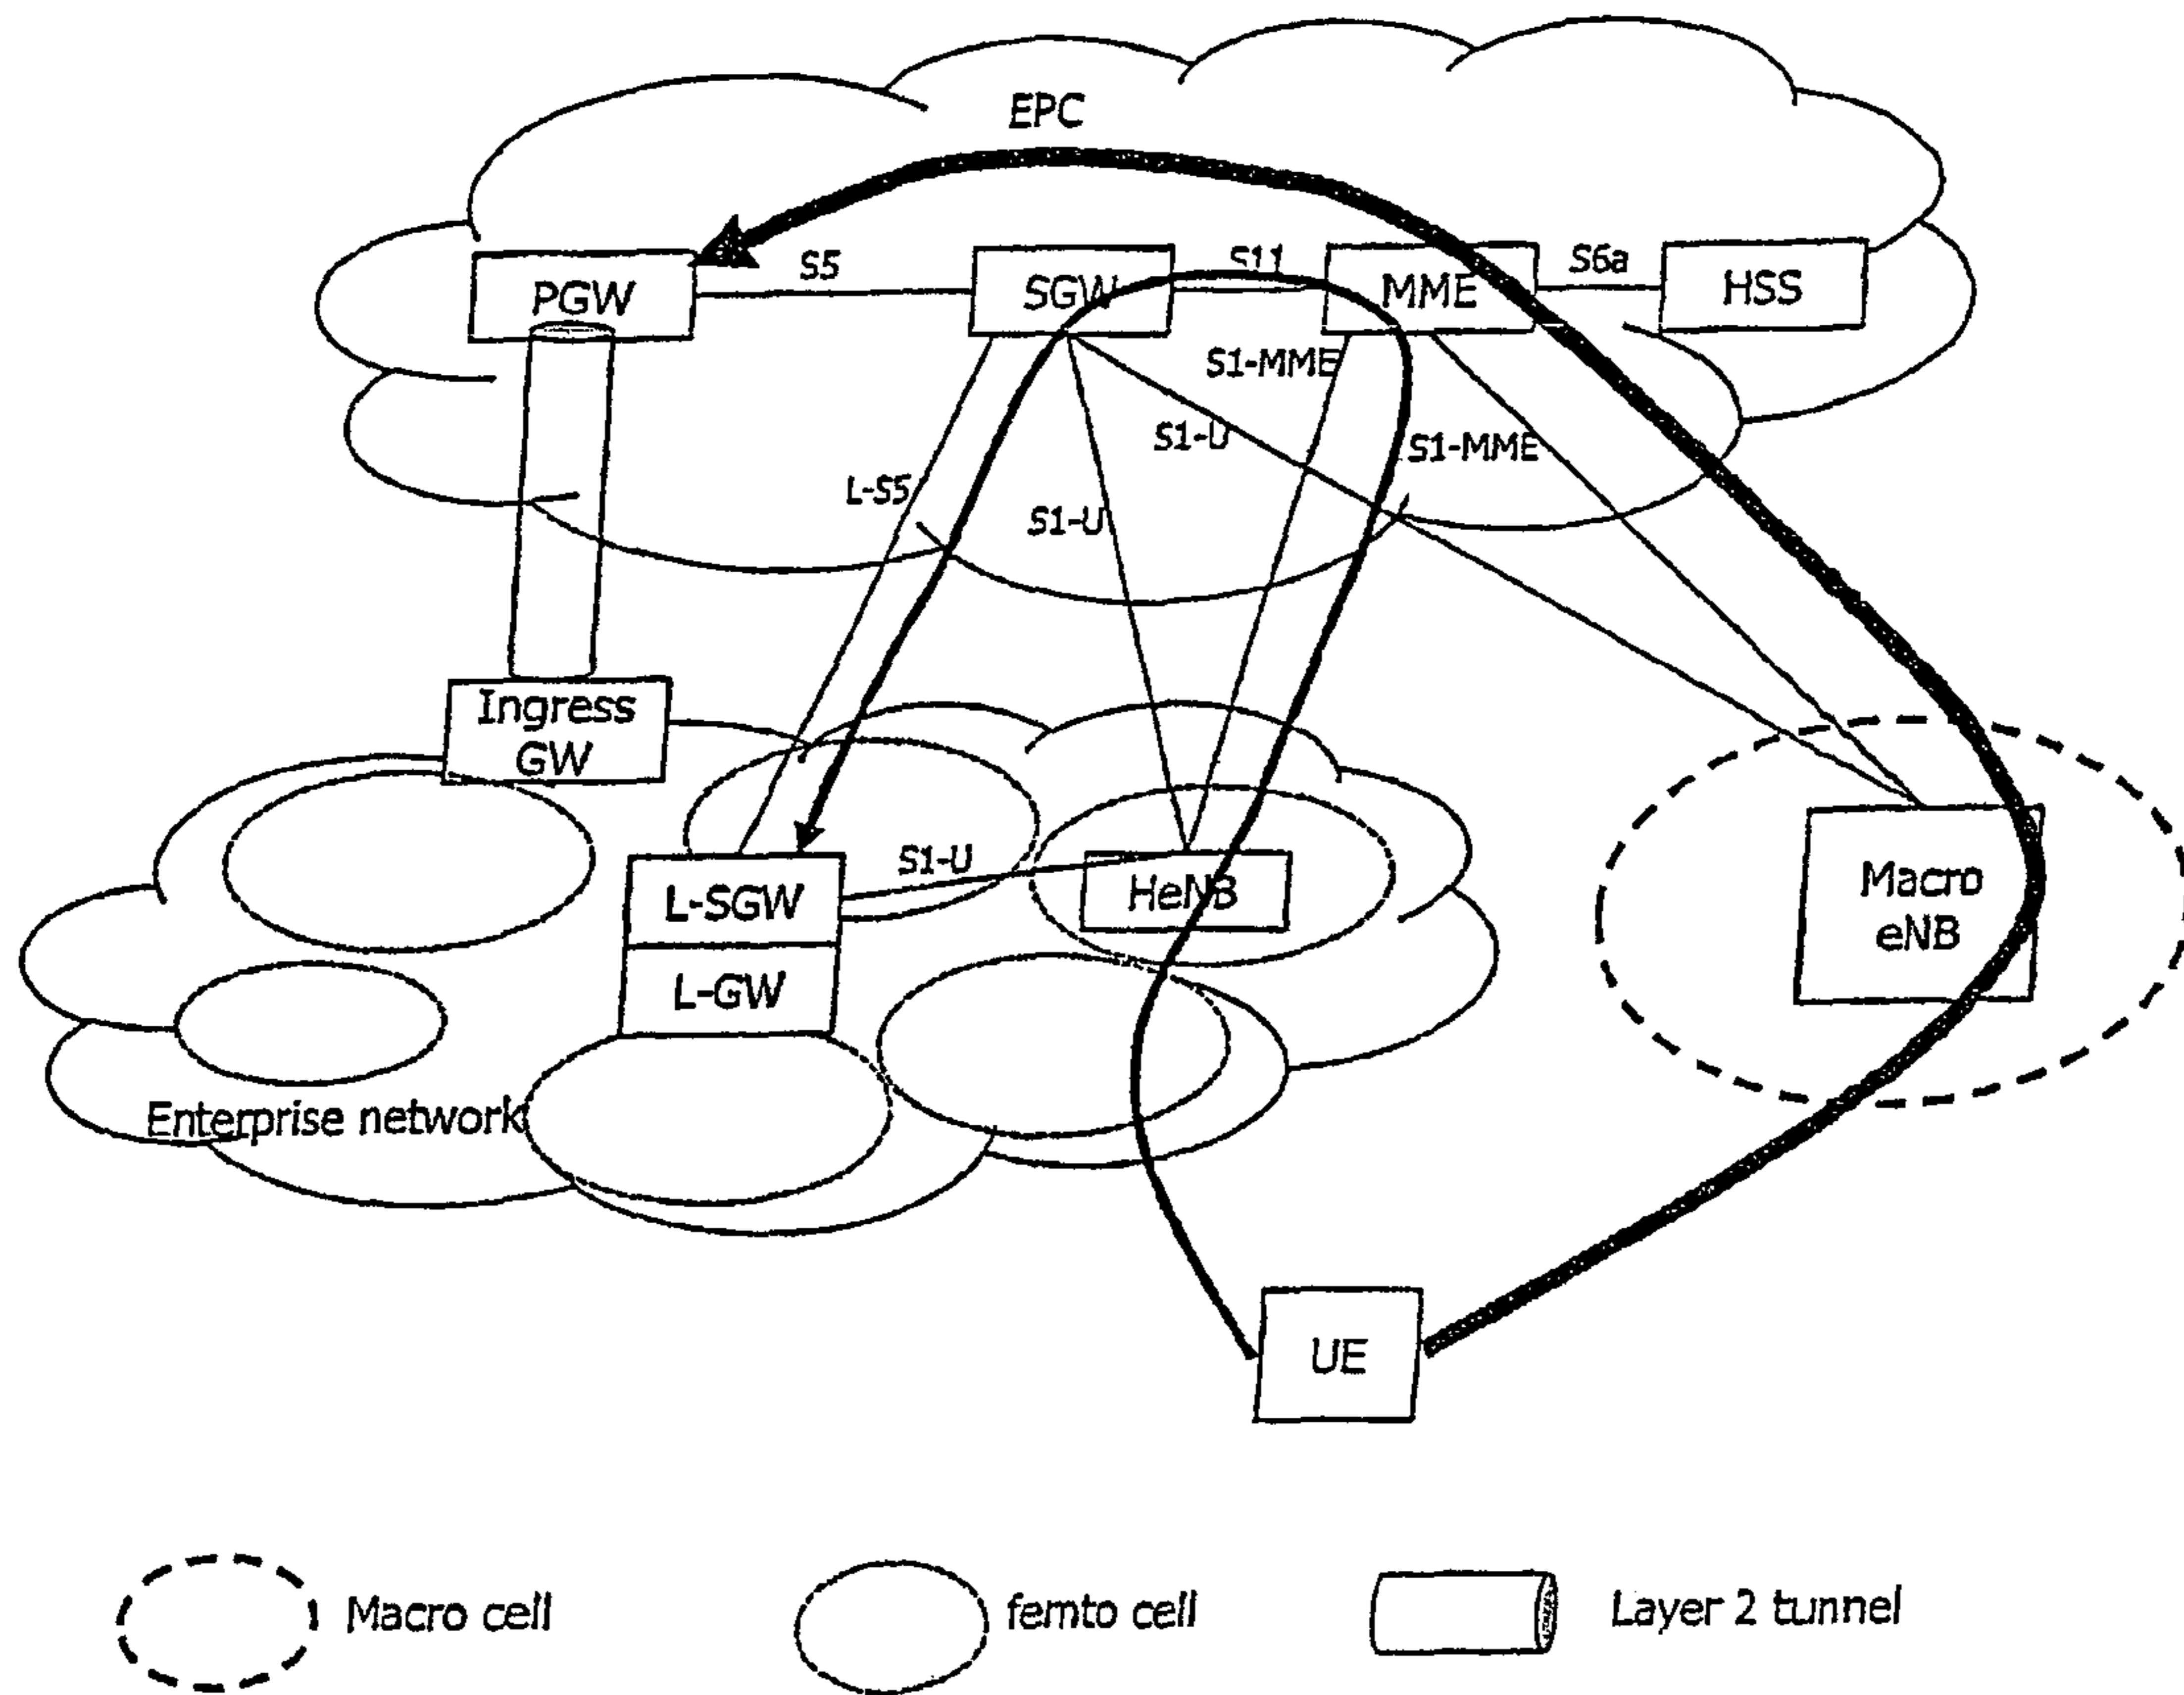 EPC
S5
S11
S6a
PGW
SGW
MME
HSS
S1-MME
S1-U
S1-MME
L-S5
S1-U
Ingress
GW
S1-U
L-SGW
HeNB
Macro
eNB
L-GW
Enterprise network
UE
Macro cell
femto cell
Layer 2 tunnel